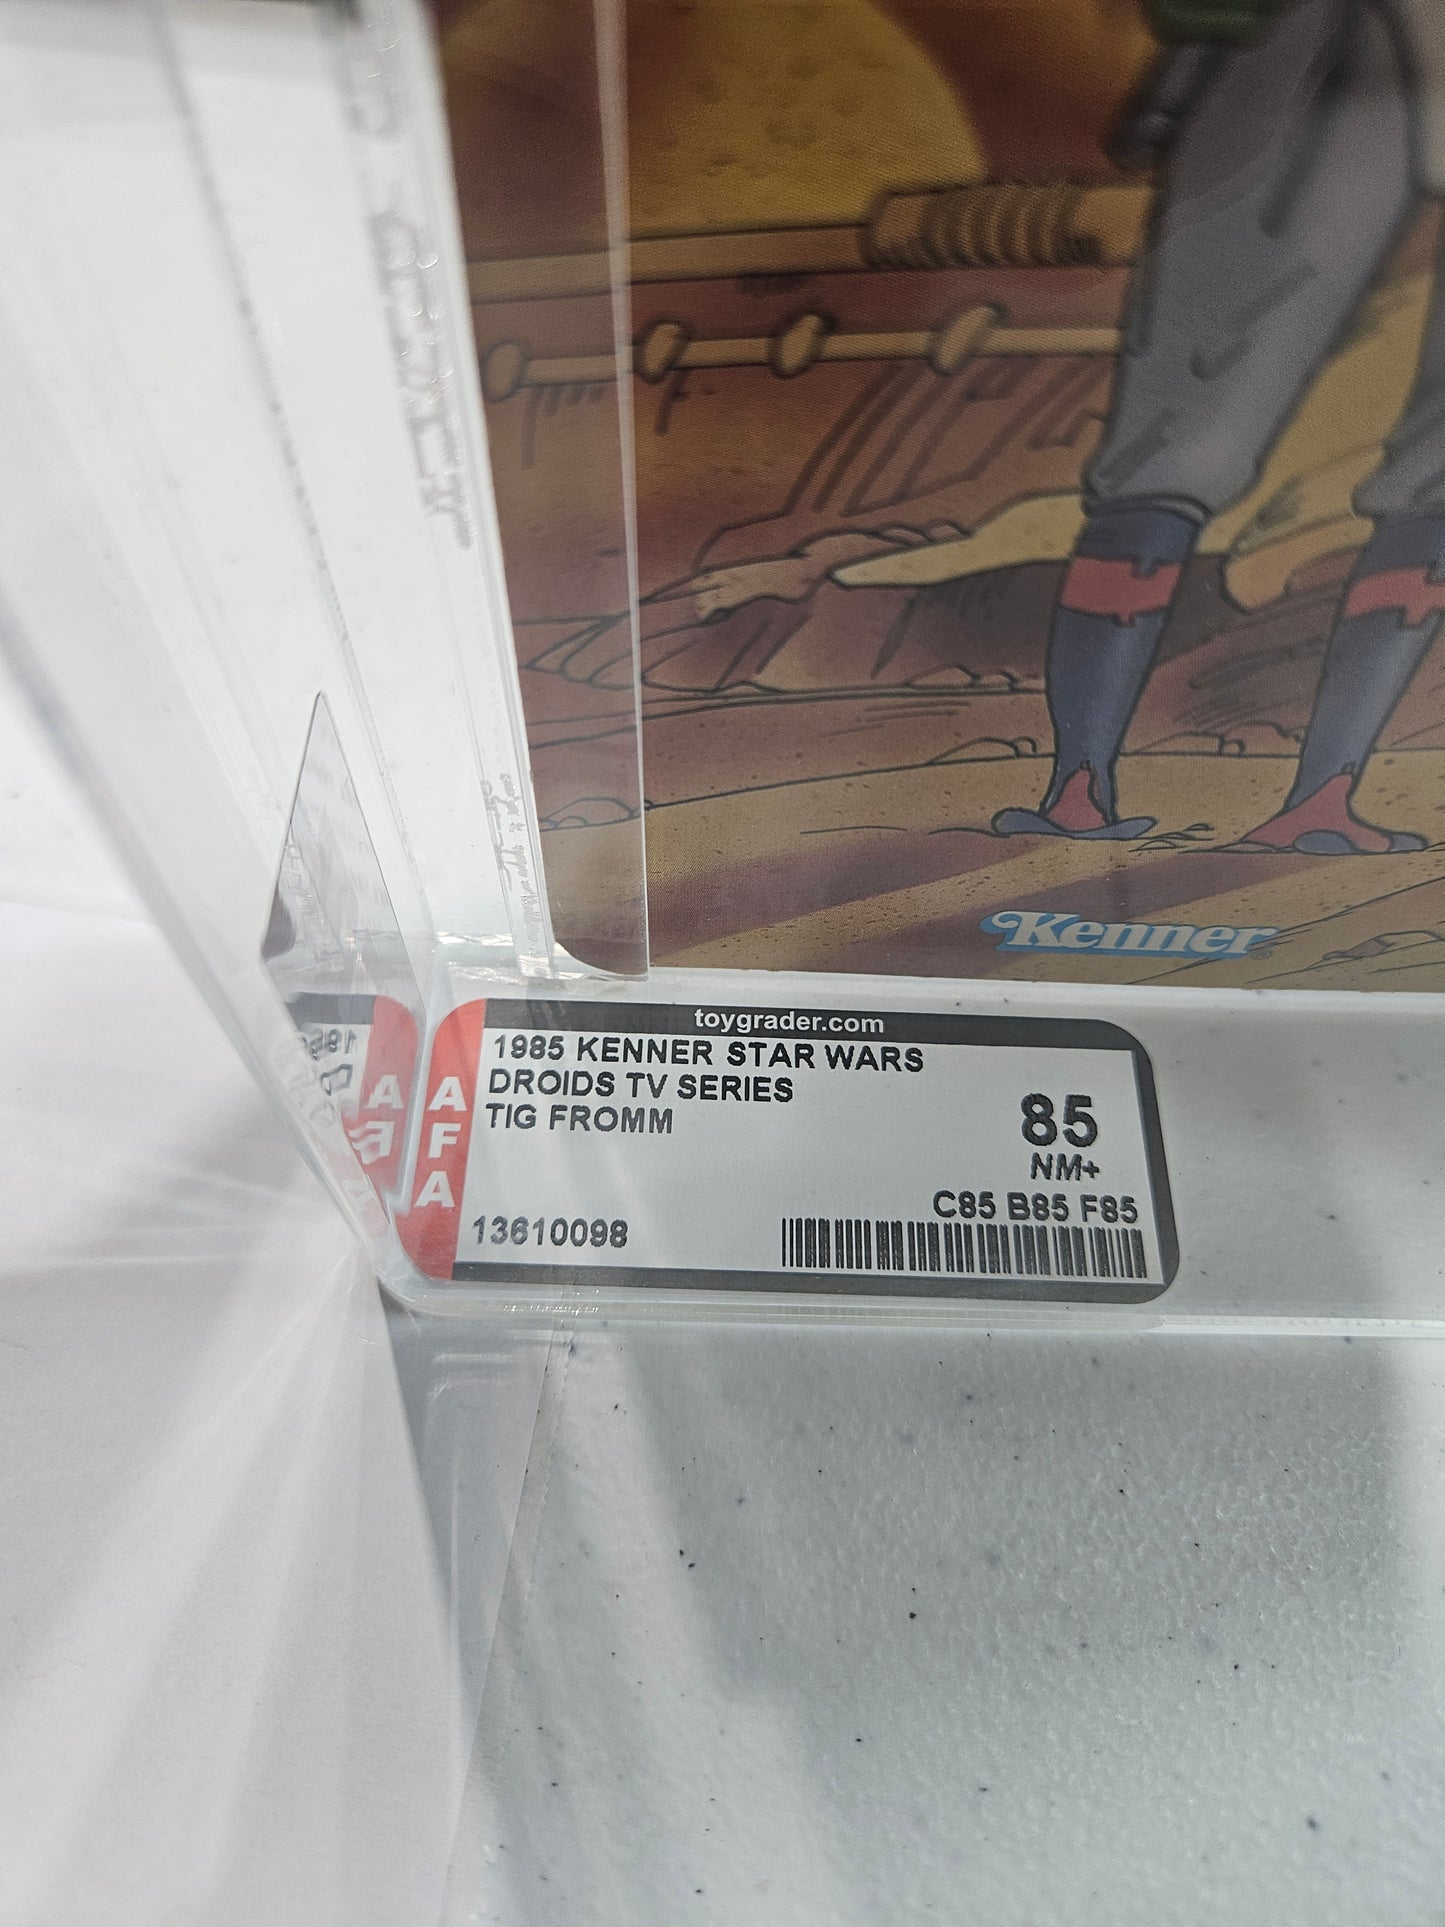 Kenner®
toygrader.com
1985 KENNER STAR WARS
DROIDS TV SERIES
TIG FROMM
AFA
85
NM+
C85 B85 F85
13610098